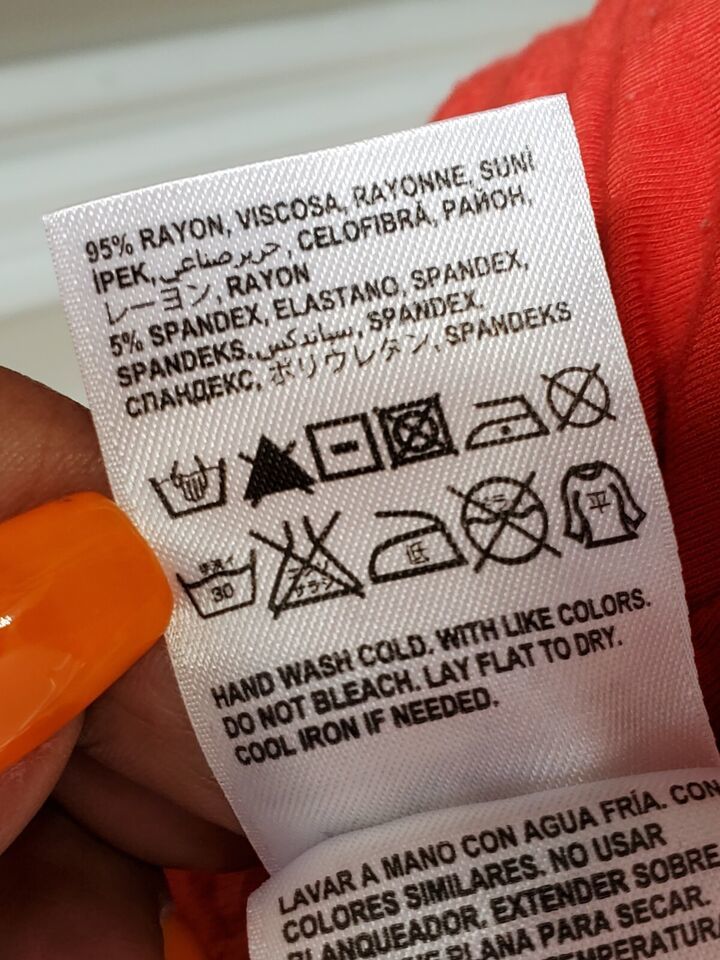 95% RAYON, VISCOSA, RAYONNE, SUNİ
İPEK, حریرصناعي, CELOFIBRĂ, РАЙОН,
レーヨン, RAYON
5% SPANDEX, ELASTANO, SPANDEX,
SPANDEKS, سباندكس, SPANDEX,
СПАНДЕКС, ポリウレタン, SPANDEKS
30
低
平
HAND WASH COLD. WITH LIKE COLORS.
DO NOT BLEACH. LAY FLAT TO DRY.
COOL IRON IF NEEDED.
LAVAR A MANO CON AGUA FRÍA. CON
COLORES SIMILARES. NO USAR
BLANQUEADOR. EXTENDER SOBRE
PLANA PARA SECAR.